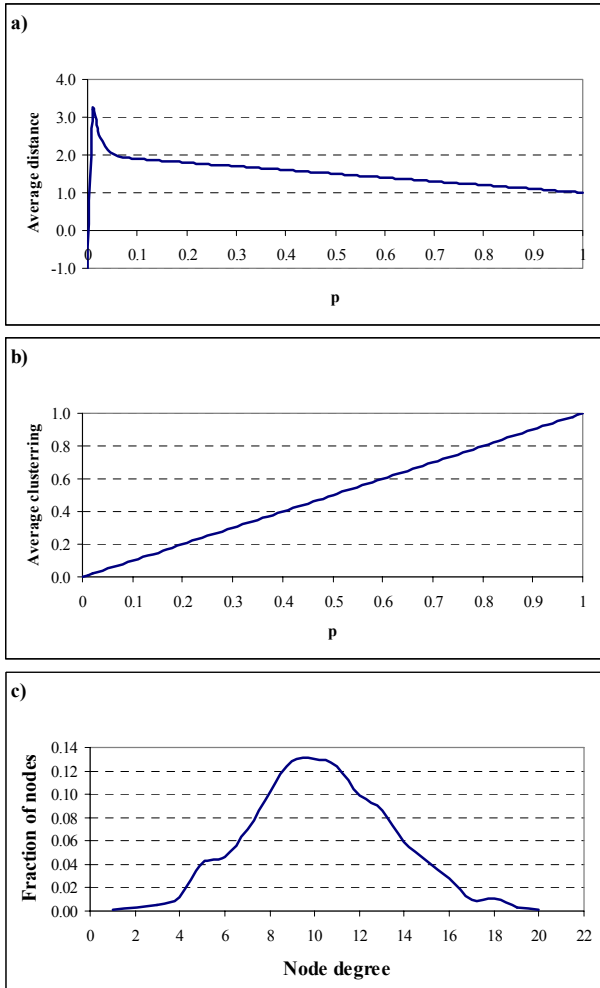 a)
4.0
3.0
2.0
1.0
0.0
-1.0
Average distance
0 0.1 0.2 0.3 0.4 0.5 0.6 0.7 0.8 0.9 1
p
b)
1.0
0.8
0.6
0.4
0.2
0.0
Average clusterring
0 0.1 0.2 0.3 0.4 0.5 0.6 0.7 0.8 0.9 1
p
c)
0.14
0.12
0.10
0.08
0.06
0.04
0.02
0.00
Fraction of nodes
0 2 4 6 8 10 12 14 16 18 20 22
Node degree